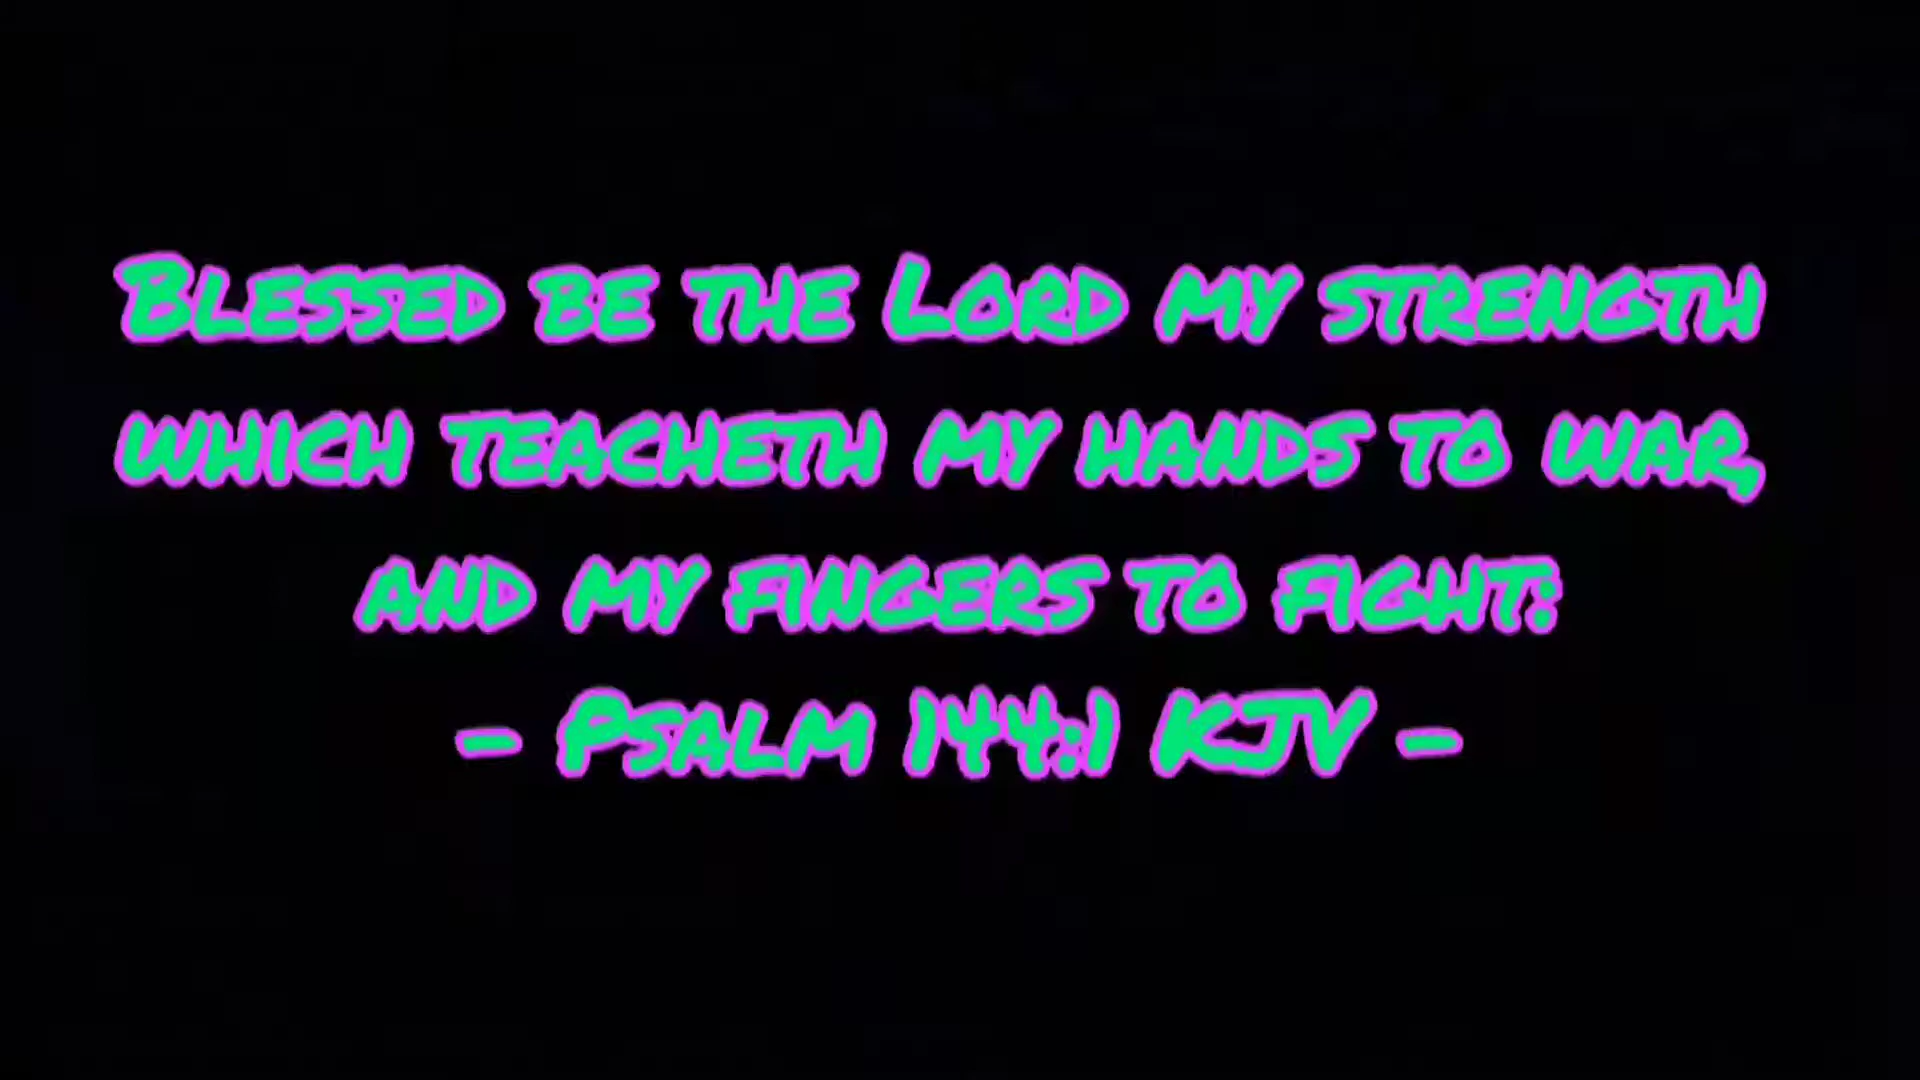 Blessed be the Lord my strength
which teacheth my hands to war,
and my fingers to fight:
- Psalm 144:1 KJV -